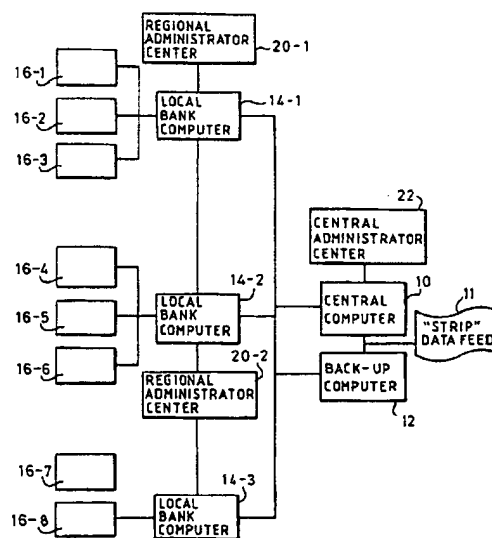 REGIONAL
ADMINISTRATOR
CENTER
20-1
16-1
16-2
16-3
LOCAL
BANK
COMPUTER
14-1
22
CENTRAL
ADMINISTRATOR
CENTER
16-4
16-5
16-6
LOCAL
BANK
COMPUTER
14-2
CENTRAL
COMPUTER
10
11
"STRIP"
DATA FEED
REGIONAL
ADMINISTRATOR
CENTER
20-2
BACK-UP
COMPUTER
12
16-7
16-8
LOCAL
BANK
COMPUTER
14-3